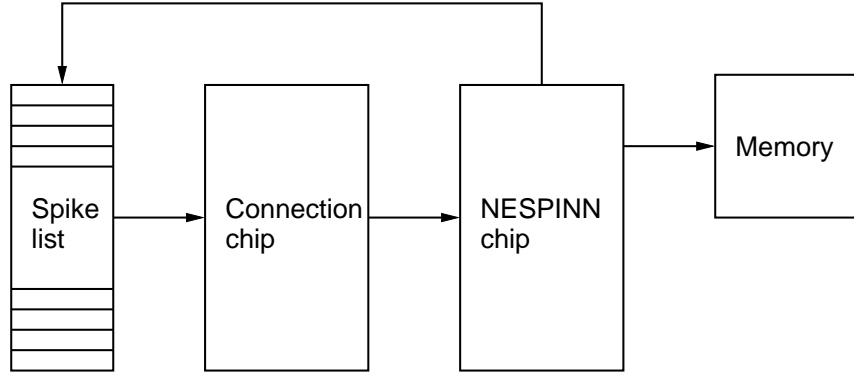 Spike
list
Connection
chip
NESPINN
chip
Memory